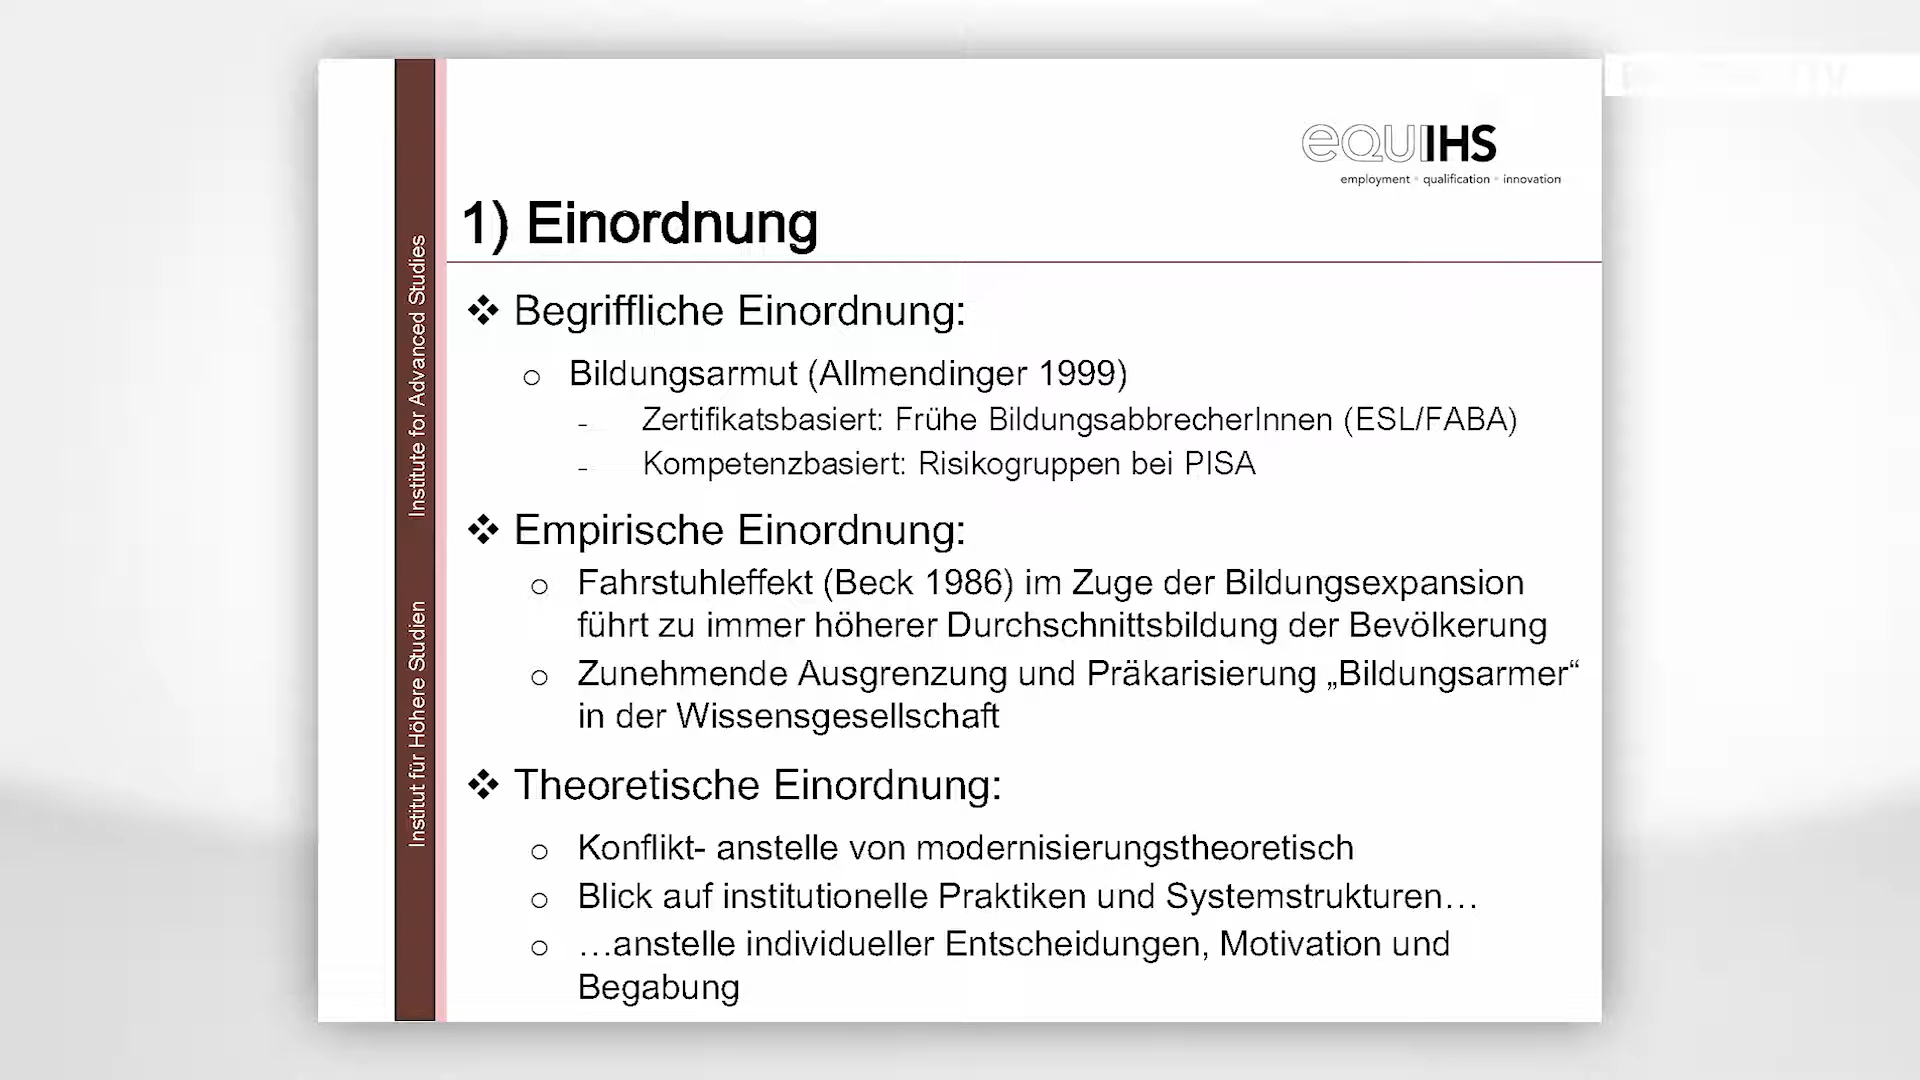 equiIHS
employment • qualification • innovation
1) Einordnung
Institute for Advanced Studies
Institut für Höhere Studien
❖ Begriffliche Einordnung:
o Bildungsarmut (Allmendinger 1999)
- Zertifikatsbasiert: Frühe BildungsabbrecherInnen (ESL/FABA)
- Kompetenzbasiert: Risikogruppen bei PISA
❖ Empirische Einordnung:
o Fahrstuhleffekt (Beck 1986) im Zuge der Bildungsexpansion
führt zu immer höherer Durchschnittsbildung der Bevölkerung
o Zunehmende Ausgrenzung und Präkarisierung „Bildungsarmer“
in der Wissensgesellschaft
❖ Theoretische Einordnung:
o Konflikt- anstelle von modernisierungstheoretisch
o Blick auf institutionelle Praktiken und Systemstrukturen…
o …anstelle individueller Entscheidungen, Motivation und
Begabung